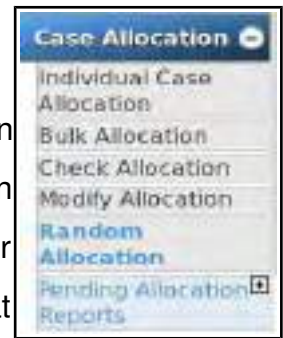 Case Allocation
Individual Case
Allocation
n
Bulk Allocation
Check Allocation
n
Modify Allocation
r
Random
Allocation
Pending Allocation
t
Reports